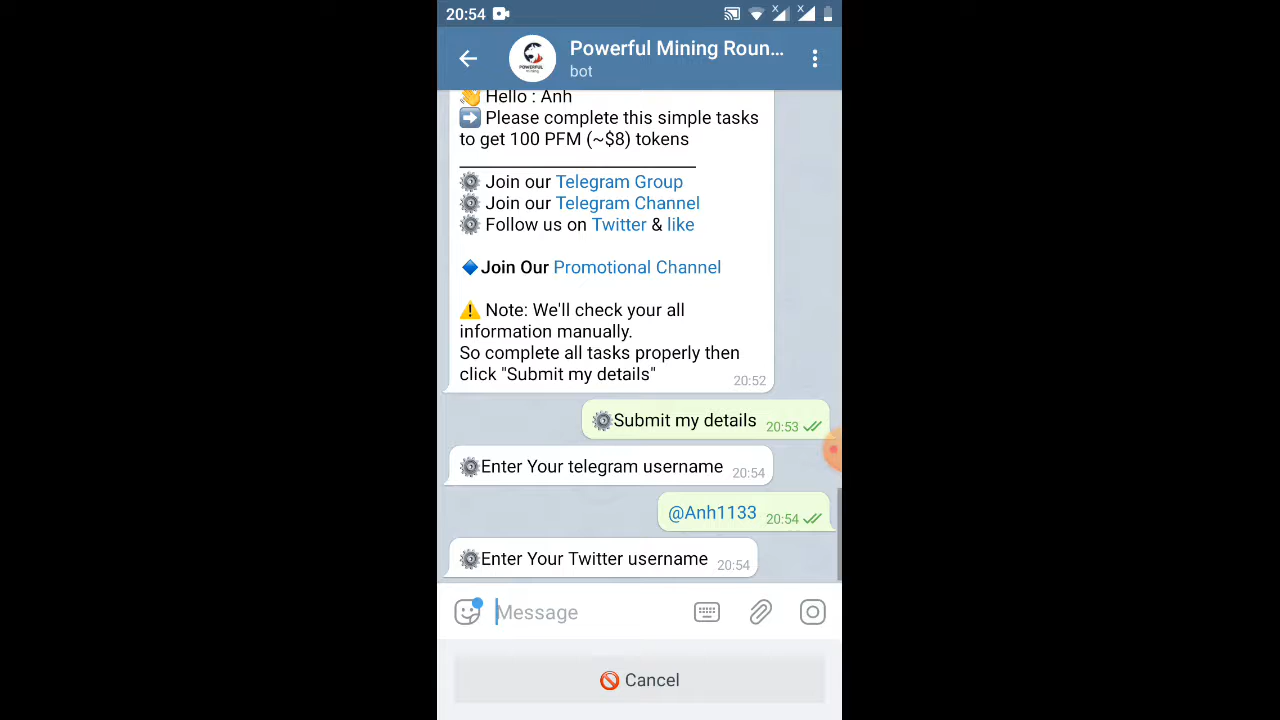 20:54
Powerful Mining Roun...
bot
POWERFUL
mining
👋 Hello : Anh
➡️ Please complete this simple tasks
to get 100 PFM (~$8) tokens
⚙️ Join our Telegram Group
⚙️ Join our Telegram Channel
⚙️ Follow us on Twitter & like
🔷Join Our Promotional Channel
⚠️ Note: We'll check your all
information manually.
So complete all tasks properly then
click "Submit my details"
20:52
⚙️Submit my details 20:53
⚙️Enter Your telegram username 20:54
@Anh1133 20:54
⚙️Enter Your Twitter username 20:54
Message
🚫 Cancel